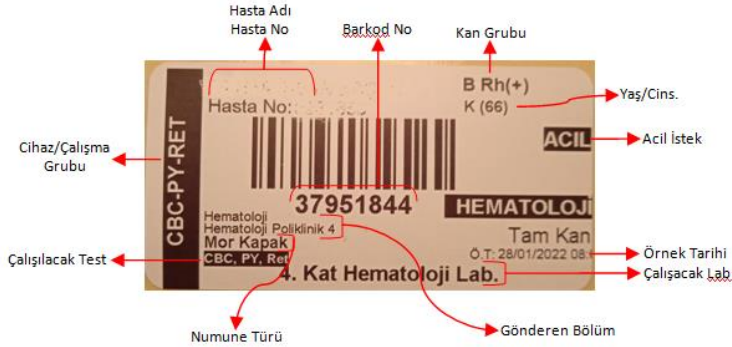 Hasta Adı
Hasta No
Barkod No
Kan Grubu
B Rh(+)
Hasta No:
K (66)
Yaş/Cins.
ACIL
Acil İstek
Cihaz/Çalışma
Grubu
CBC-PY-RET
37951844
HEMATOLOJİ
Hematoloji
Hematoloji Poliklinik 4
Mor Kapak
Tam Kan
Ö.T: 28/01/2022 08:
Örnek Tarihi
Çalışılacak Test
CBC, PY, Ret
4. Kat Hematoloji Lab.
Çalışacak Lab
Numune Türü
Gönderen Bölüm